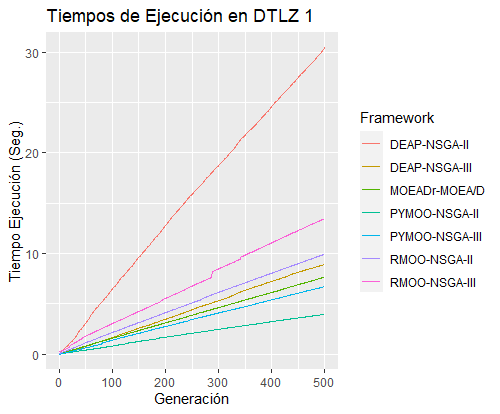 Tiempos de Ejecución en DTLZ 1
Tiempo Ejecución (Seg.)
30
20
10
0
0
100
200
300
400
500
Generación
Framework
DEAP-NSGA-II
DEAP-NSGA-III
MOEADr-MOEA/D
PYMOO-NSGA-II
PYMOO-NSGA-III
RMOO-NSGA-II
RMOO-NSGA-III